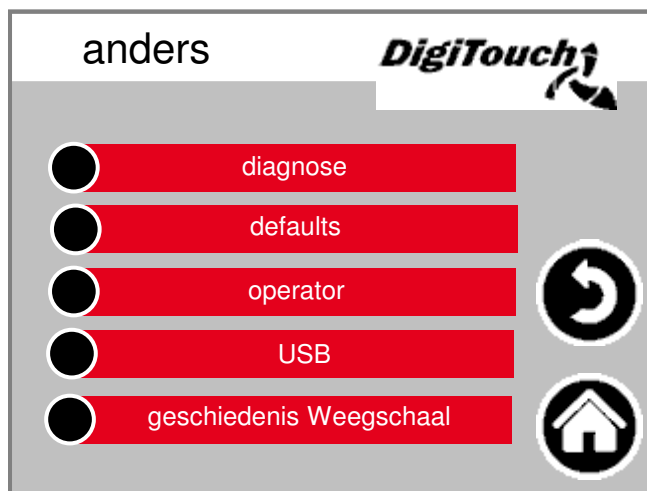 anders
DigiTouch
diagnose
defaults
operator
USB
geschiedenis Weegschaal